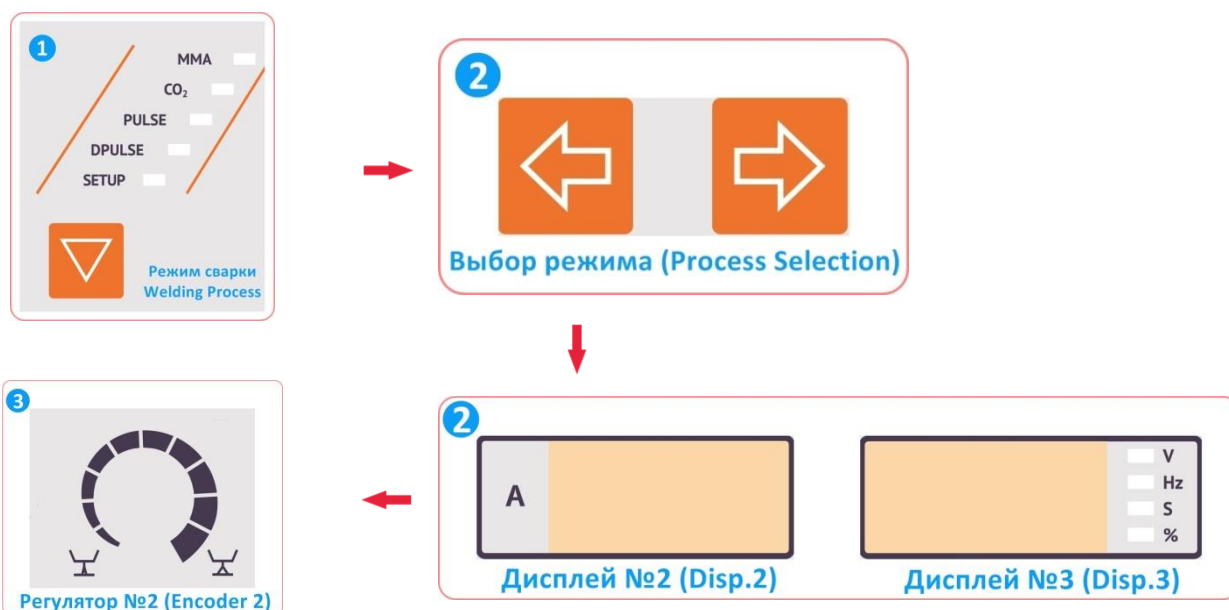 1
MMA
CO₂
PULSE
DPULSE
SETUP
Режим сварки
Welding Process
2
Выбор режима (Process Selection)
3
Регулятор №2 (Encoder 2)
2
A
Дисплей №2 (Disp.2)
V
Hz
S
%
Дисплей №3 (Disp.3)